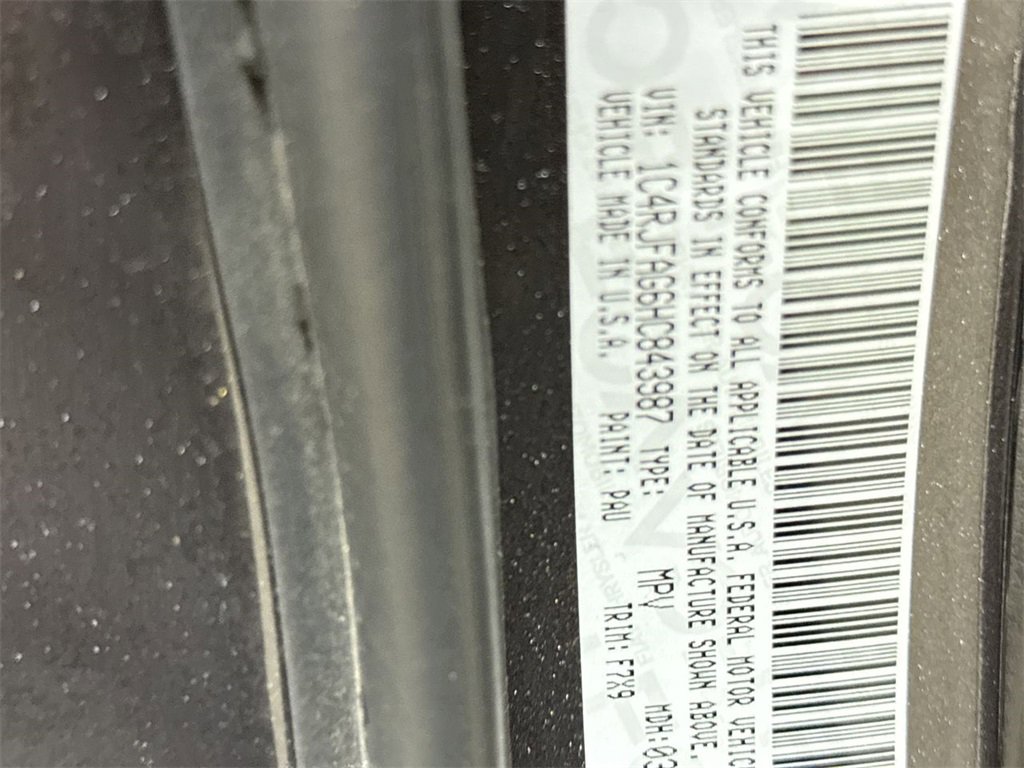 THIS VEHICLE CONFORMS TO ALL APPLICABLE U.S.A. FEDERAL MOTOR VEHIC
STANDARDS IN EFFECT ON THE DATE OF MANUFACTURE SHOWN ABOVE.
VIN: 1C4RJFAG6HC843987 TYPE: MPV MDH:03
VEHICLE MADE IN U.S.A. PAINT: PAU TRIM: F7X9